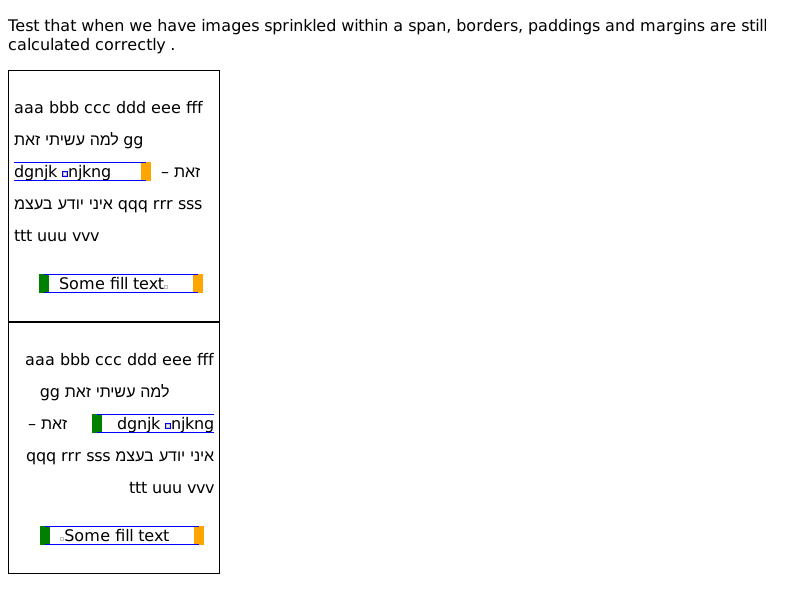 Test that when we have images sprinkled within a span, borders, paddings and margins are still
calculated correctly .
aaa bbb ccc ddd eee fff
למה עשיתי זאת gg
dgnjk njkng – זאת
איני יודע בעצמ qqq rrr sss
ttt uuu vvv
Some fill text
aaa bbb ccc ddd eee fff
למה עשיתי זאת gg
dgnjk njkng זאת –
איני יודע בעצמ qqq rrr sss
ttt uuu vvv
Some fill text